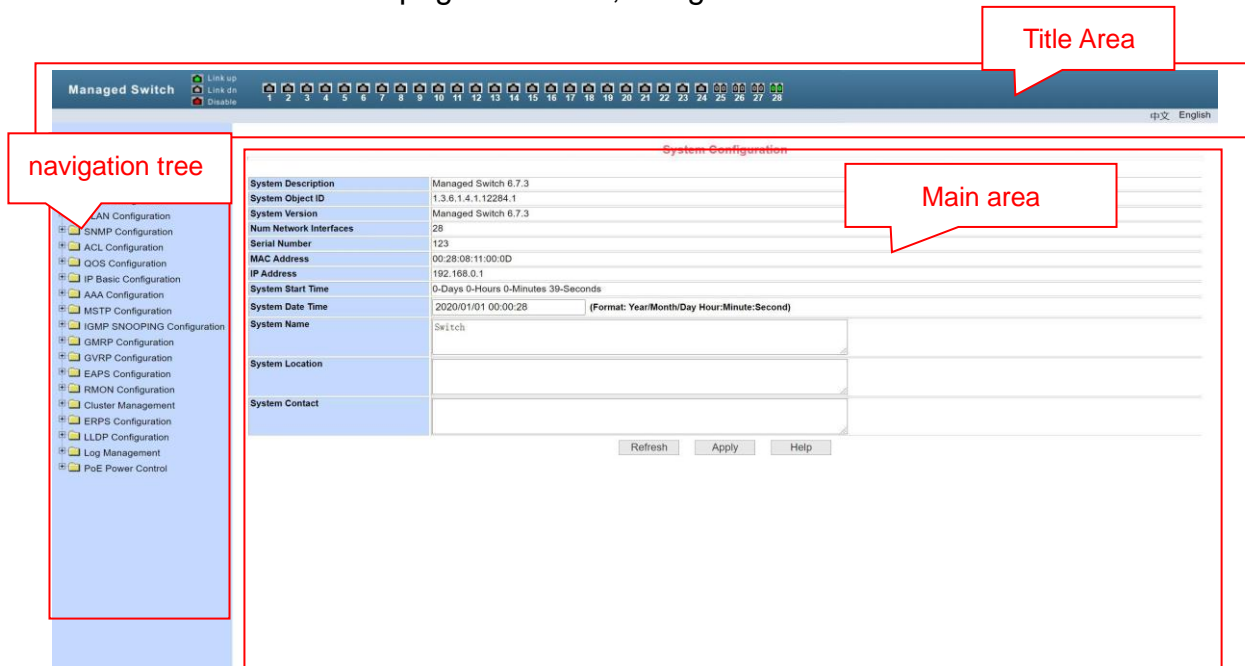 Title Area
Managed Switch
Link up
Link dn
Disable
1 2 3 4 5 6 7 8 9 10 11 12 13 14 15 16 17 18 19 20 21 22 23 24 25 26 27 28
中文 English
navigation tree
System Configuration
Main area
System Description Managed Switch 6.7.3
System Object ID 1.3.6.1.4.1.12284.1
System Version Managed Switch 6.7.3
Num Network Interfaces 28
Serial Number 123
MAC Address 00:28:08:11:00:0D
IP Address 192.168.0.1
System Start Time 0-Days 0-Hours 0-Minutes 39-Seconds
System Date Time 2020/01/01 00:00:28 (Format: Year/Month/Day Hour:Minute:Second)
System Name Switch
System Location
System Contact
Refresh Apply Help
Configuration
SNMP Configuration
ACL Configuration
QOS Configuration
IP Basic Configuration
AAA Configuration
MSTP Configuration
IGMP SNOOPING Configuration
GMRP Configuration
GVRP Configuration
EAPS Configuration
RMON Configuration
Cluster Management
ERPS Configuration
LLDP Configuration
Log Management
PoE Power Control